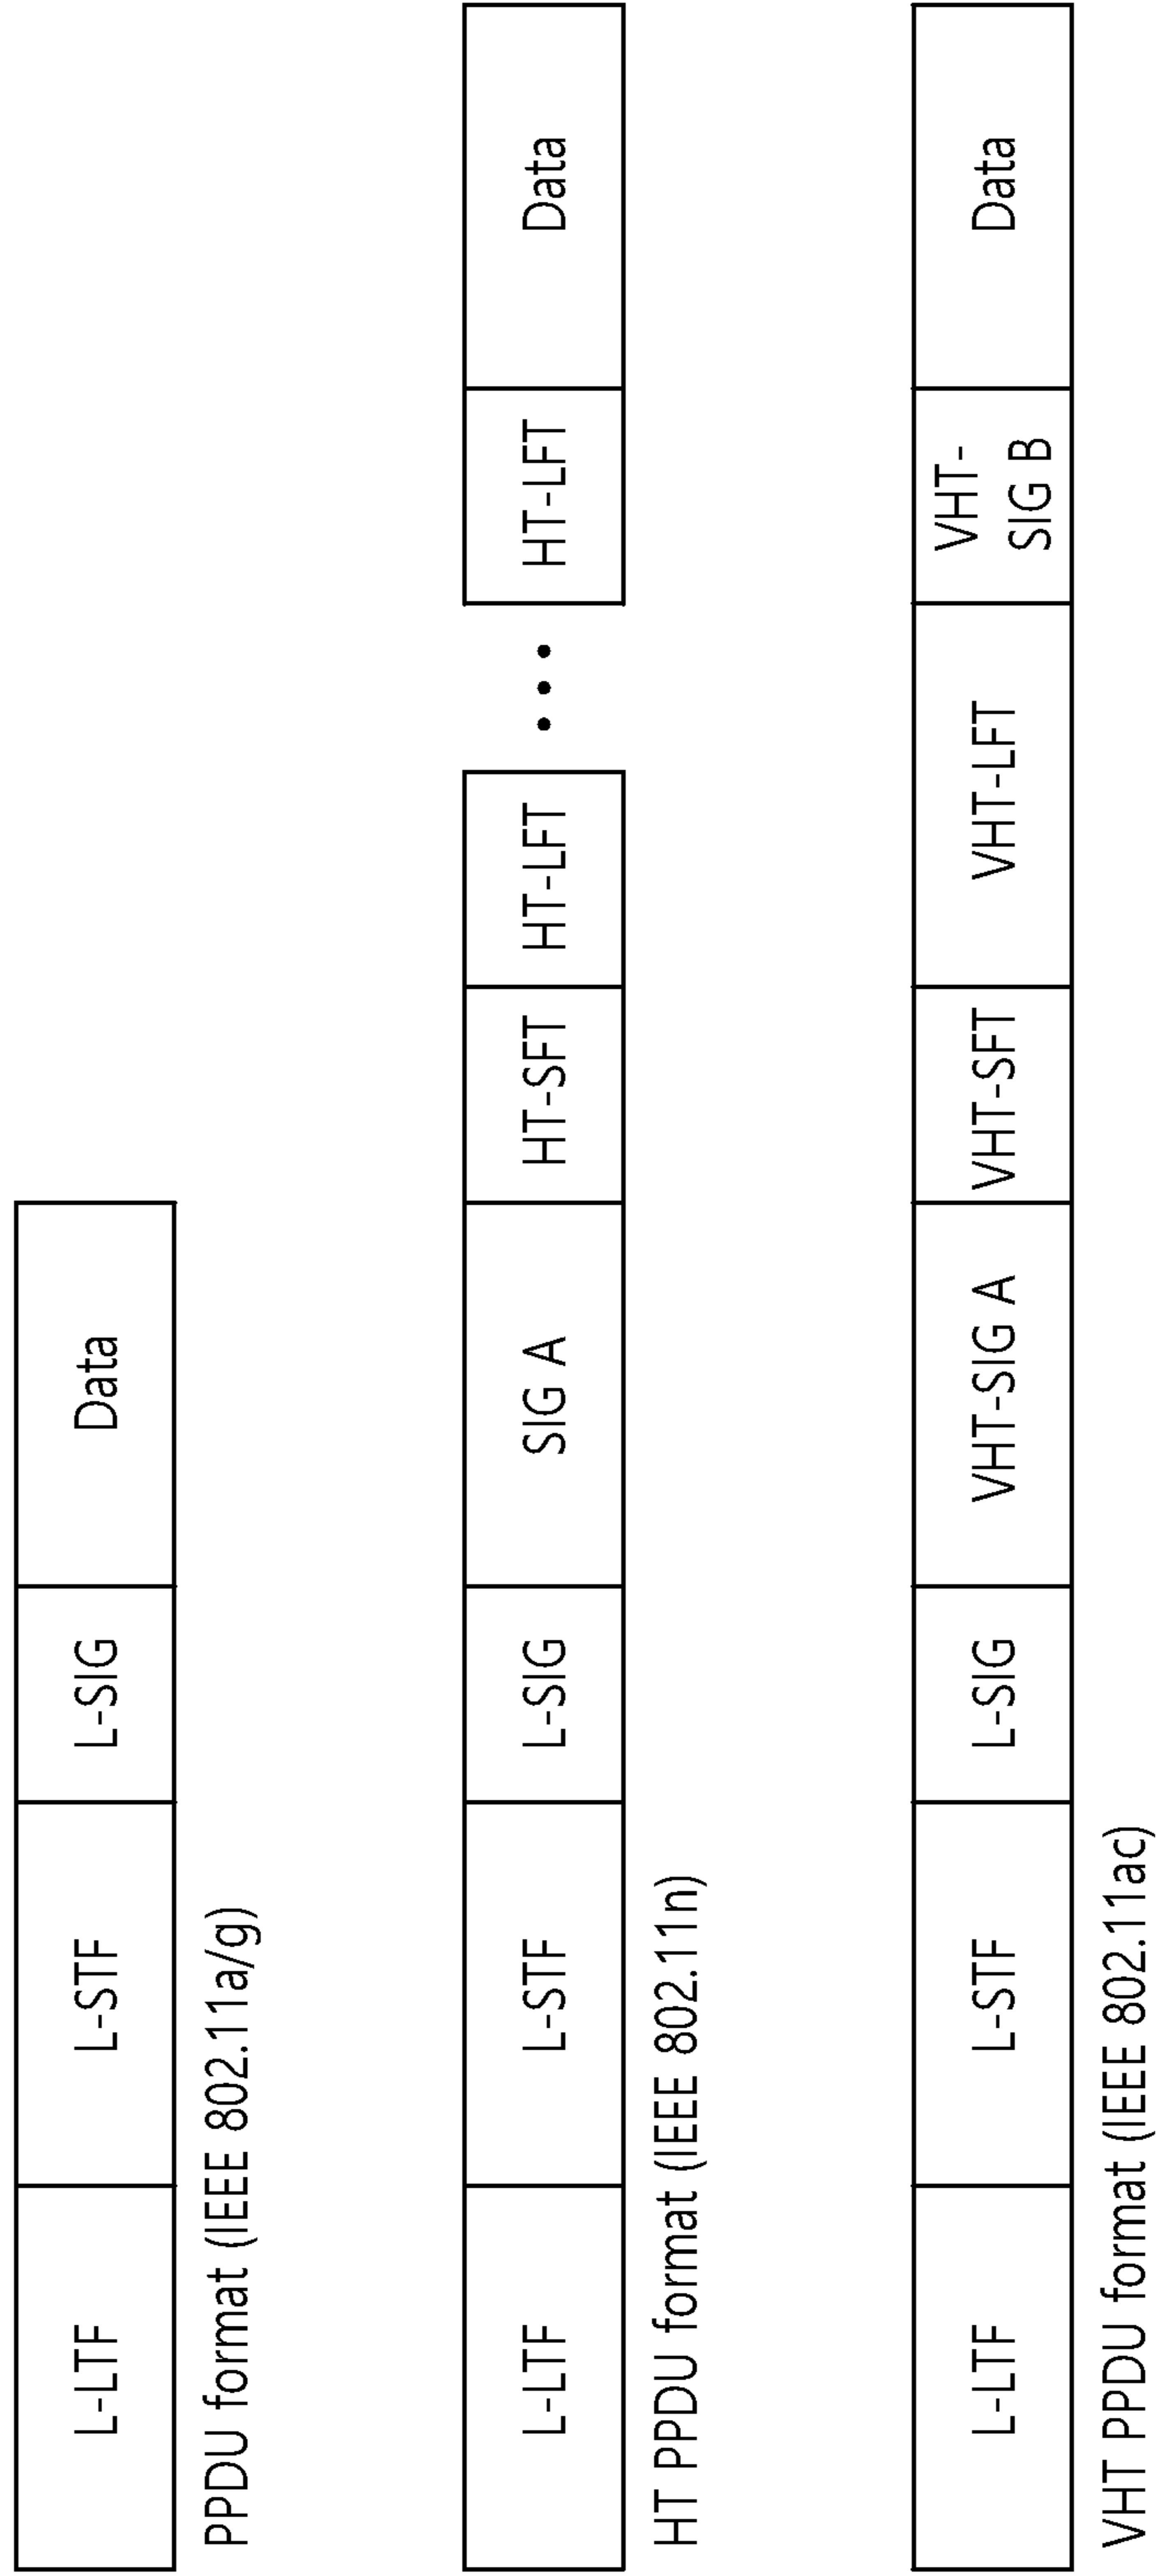 L-LTF
L-STF
L-SIG
Data
PPDU format (IEEE 802.11a/g)
L-LTF
L-STF
L-SIG
SIG A
HT-SFT
HT-LFT
• • •
HT-LFT
Data
HT PPDU format (IEEE 802.11n)
L-LTF
L-STF
L-SIG
VHT-SIG A
VHT-SFT
VHT-LFT
VHT-
SIG B
Data
VHT PPDU format (IEEE 802.11ac)